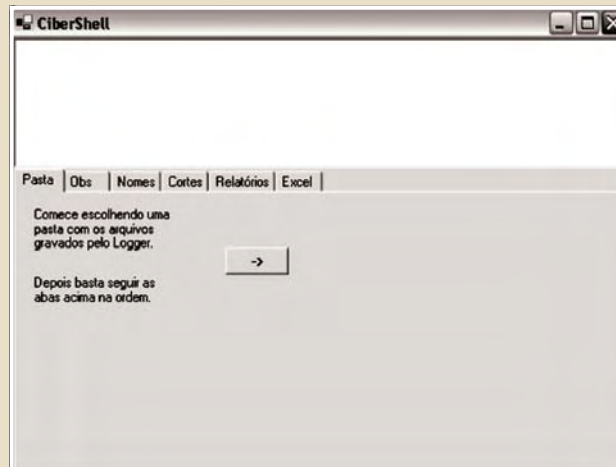 CiberShell
Pasta Obs Nomes Cortes Relatórios Excel
Comece escolhendo uma
pasta com os arquivos
gravados pelo Logger.
->
Depois basta seguir as
abas acima na ordem.